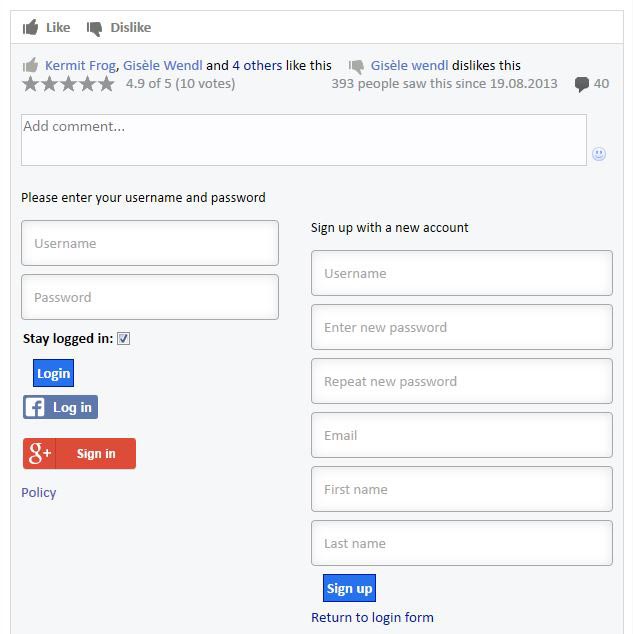 Like Dislike
Kermit Frog, Gisèle Wendl and 4 others like this Gisèle wendl dislikes this
4.9 of 5 (10 votes) 393 people saw this since 19.08.2013 40
Add comment...
Please enter your username and password
Username
Password
Stay logged in:
Login
f Log in
g+ Sign in
Policy
Sign up with a new account
Username
Enter new password
Repeat new password
Email
First name
Last name
Sign up
Return to login form